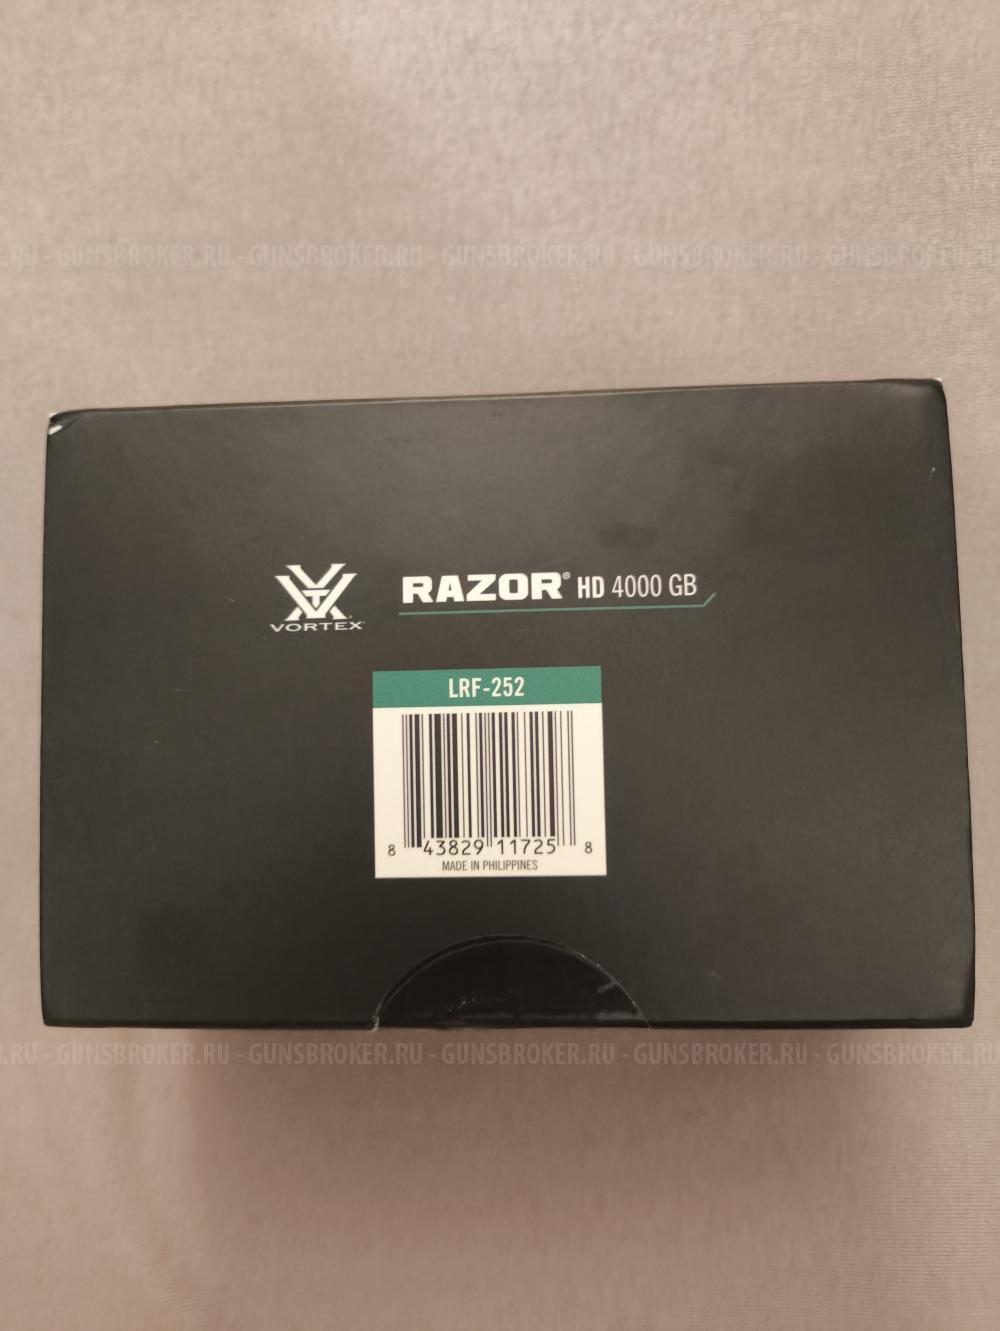 .RU - GUNSBROKER.RU - GUNSBROKER.RU - GUNSBROKER.RU - GUNSBROKER.RU - GUNSBROKER.RU
VORTEX
RAZOR® HD 4000 GB
LRF-252
8 43829 11725 8
MADE IN PHILIPPINES
.RU - GUNSBROKER.RU - GUNSBROKER.RU - GUNSBROKER.RU - GUNSBROKER.RU - GUNSBROKER.RU